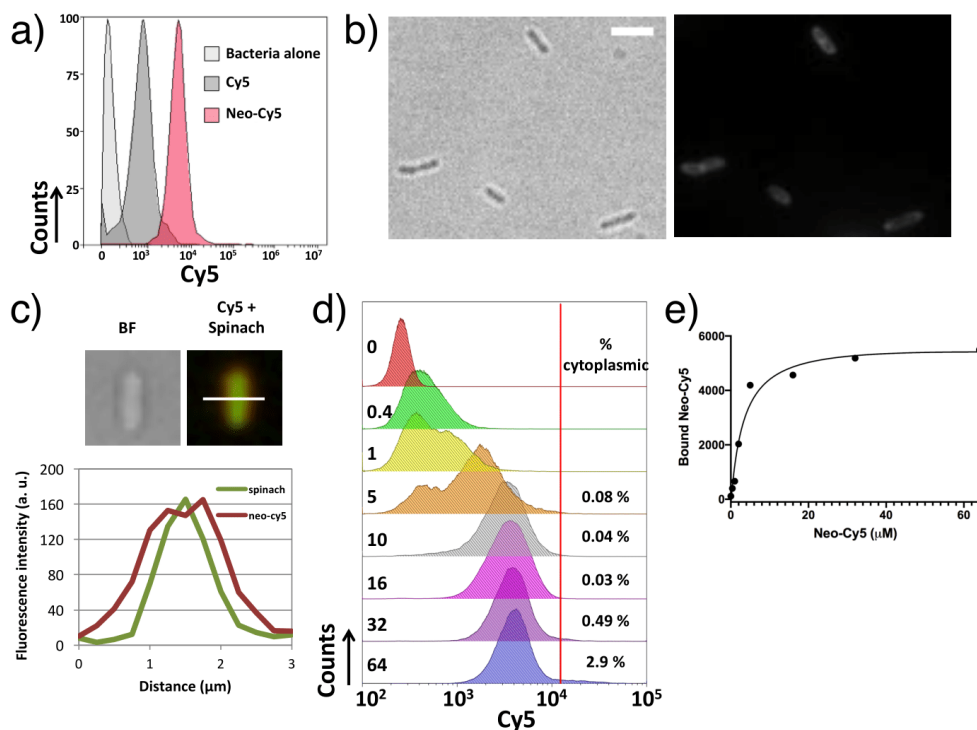 a)
100
75
50
25
0
Counts
Bacteria alone
Cy5
Neo-Cy5
0 10³ 10⁴ 10⁵ 10⁶ 10⁷
Cy5
b)
c)
BF
Cy5 +
Spinach
200
160
120
80
40
0
Fluorescence intensity (a. u.)
spinach
neo-cy5
0 1 2 3
Distance (µm)
d)
%
cytoplasmic
0
0.4
1
5 0.08 %
10 0.04 %
16 0.03 %
32 0.49 %
64 2.9 %
Counts
10² 10³ 10⁴ 10⁵
Cy5
e)
6000
4000
2000
0
Bound Neo-Cy5
0 20 40 60
Neo-Cy5 (µM)